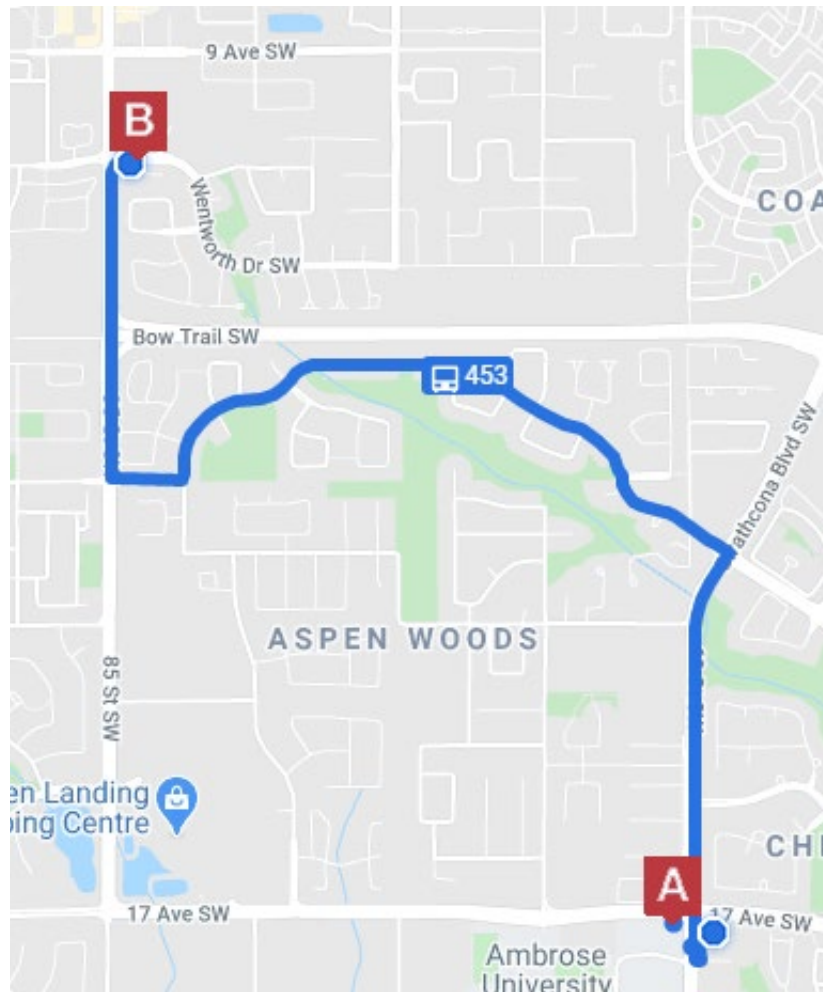 9 Ave SW
B
COA
Wentworth Dr SW
Bow Trail SW
453
athcona Blvd SW
ASPEN WOODS
85 St SW
en Landing
ping Centre
CHI
A
17 Ave SW
17 Ave SW
Ambrose
University